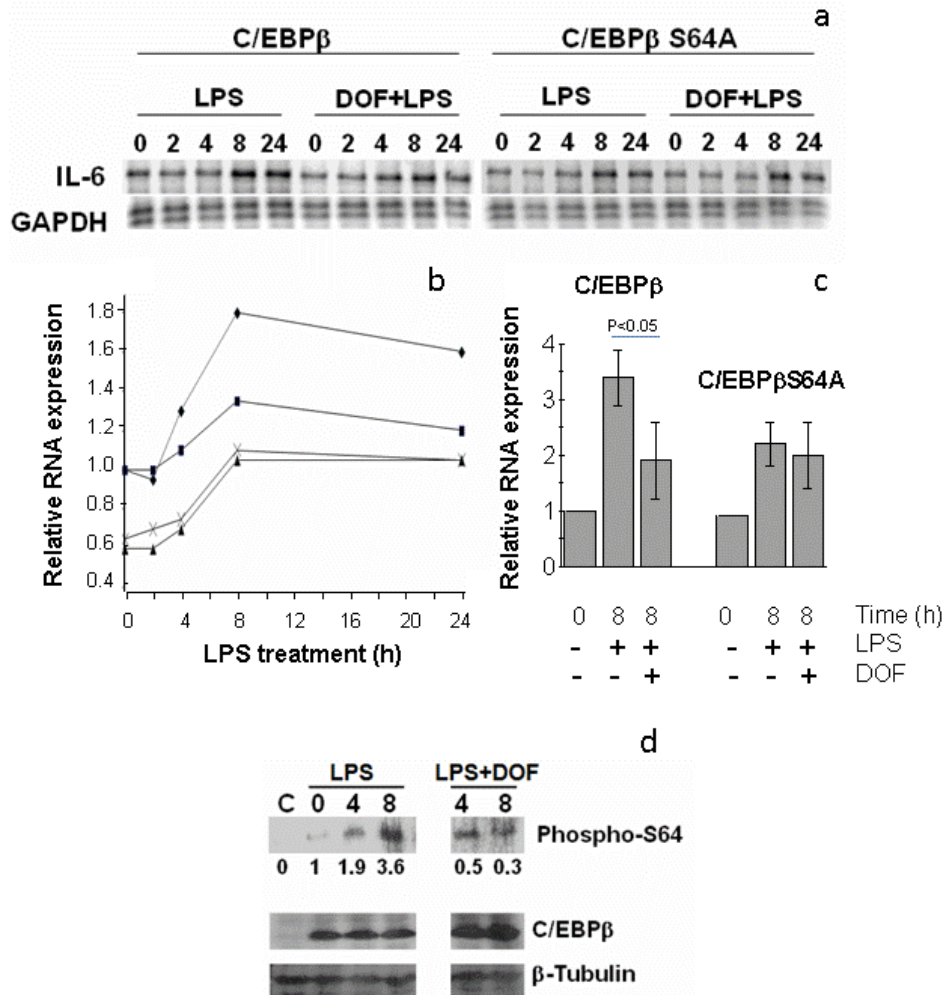 a
C/EBPβ C/EBPβ S64A
LPS DOF+LPS LPS DOF+LPS
0 2 4 8 24 0 2 4 8 24 0 2 4 8 24 0 2 4 8 24
IL-6
GAPDH
b
Relative RNA expression
1.8
1.6
1.4
1.2
1.0
0.8
0.6
0.4
0 4 8 12 16 20 24
LPS treatment (h)
c
C/EBPβ
P<0.05
C/EBPβS64A
Relative RNA expression
4
3
2
1
0
0 8 8 0 8 8 Time (h)
- + + - + + LPS
- - + - - + DOF
d
LPS LPS+DOF
C 0 4 8 4 8
Phospho-S64
0 1 1.9 3.6 0.5 0.3
C/EBPβ
β-Tubulin